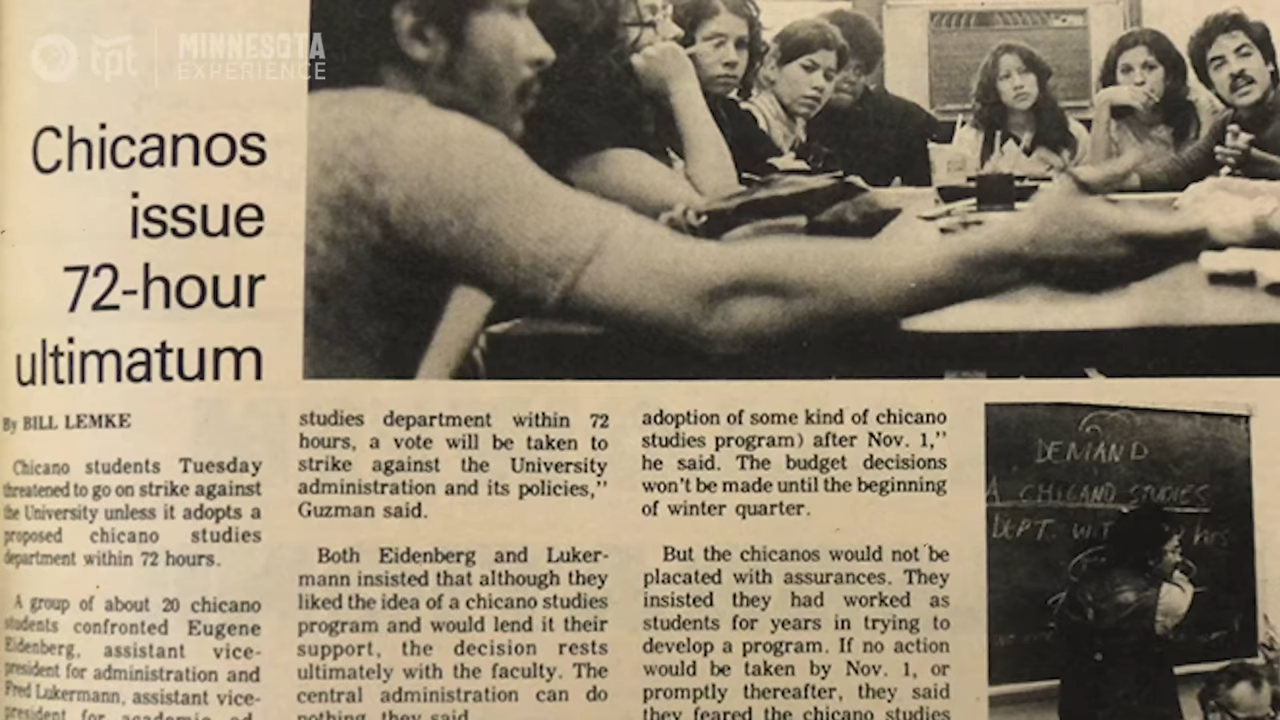 PBS tpt MINNESOTA
EXPERIENCE
Chicanos
issue
72-hour
ultimatum
By BILL LEMKE
Chicano students Tuesday
threatened to go on strike against
the University unless it adopts a
proposed chicano studies
department within 72 hours.
A group of about 20 chicano
students confronted Eugene
Eidenberg, assistant vice-
president for administration and
Fred Lukermann, assistant vice-
president for academic ad-
studies department within 72
hours, a vote will be taken to
strike against the University
administration and its policies,"
Guzman said.
Both Eidenberg and Luker-
mann insisted that although they
liked the idea of a chicano studies
program and would lend it their
support, the decision rests
ultimately with the faculty. The
central administration can do
nothing, they said.
adoption of some kind of chicano
studies program) after Nov. 1,"
he said. The budget decisions
won't be made until the beginning
of winter quarter.
But the chicanos would not be
placated with assurances. They
insisted they had worked as
students for years in trying to
develop a program. If no action
would be taken by Nov. 1, or
promptly thereafter, they said
they feared the chicano studies
DEMAND
A CHICANO STUDIES
DEPT. hrs